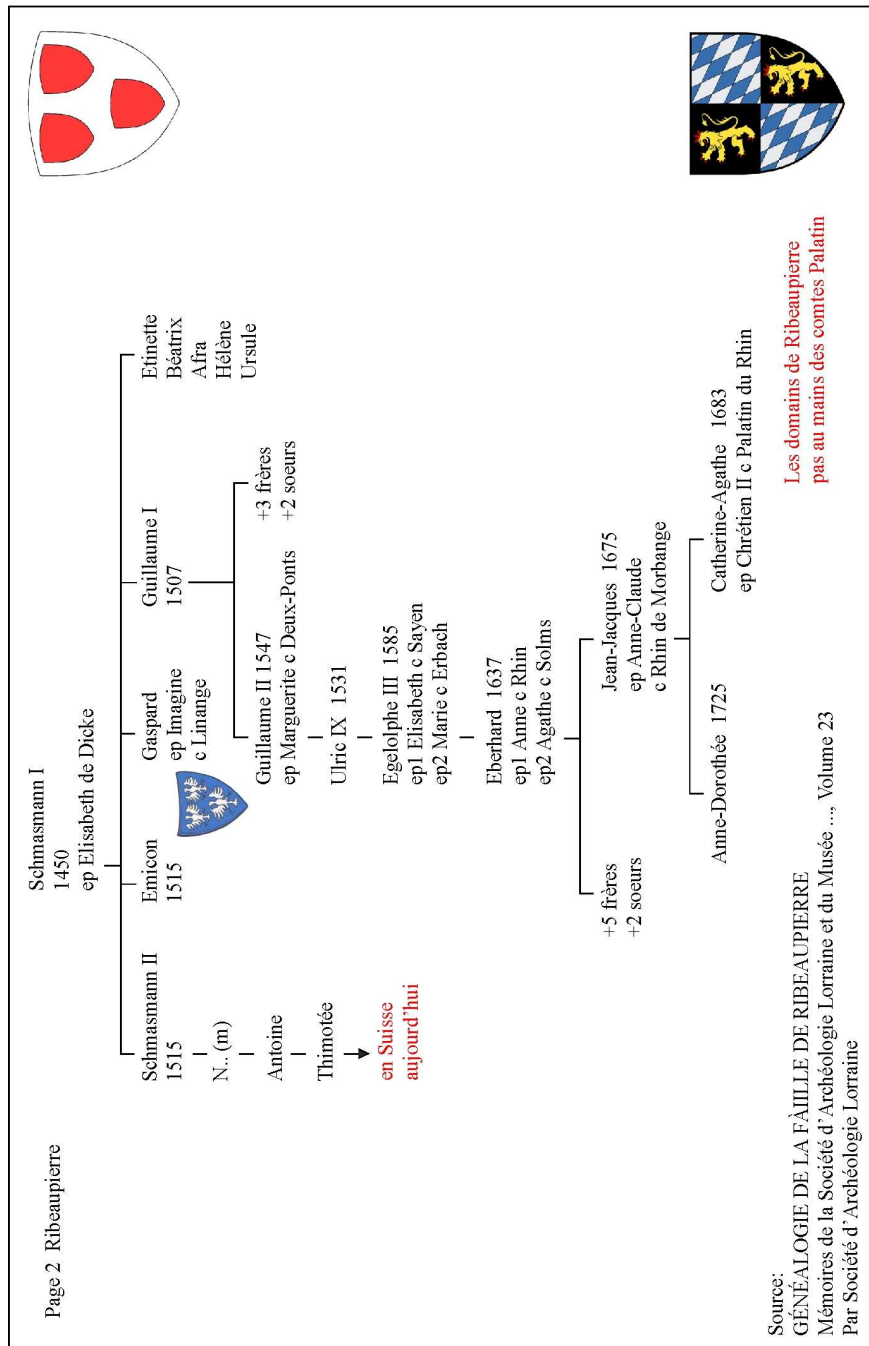 Page 2 Ribeaupierre
Schmasmann I
1450
ep Elisabeth de Dicke
Schmasmann II
1515
N.. (m)
Antoine
Thimotée
en Suisse
aujourd’hui
Emicon
1515
Gaspard
ep Imagine
c Linange
Guillaume I
1507
Etinette
Béatrix
Afra
Hélène
Ursule
Guillaume II 1547
ep Marguerite c Deux-Ponts
+3 frères
+2 soeurs
Ulric IX 1531
Egelolphe III 1585
ep1 Elisabeth c Sayen
ep2 Marie c Erbach
Eberhard 1637
ep1 Anne c Rhin
ep2 Agathe c Solms
+5 frères
+2 soeurs
Jean-Jacques 1675
ep Anne-Claude
c Rhin de Morbange
Anne-Dorothée 1725
Catherine-Agathe 1683
ep Chrétien II c Palatin du Rhin
Les domains de Ribeaupierre
pas au mains des comtes Palatin
Source:
GÉNÉALOGIE DE LA FÀIILLE DE RIBEAUPIERRE
Mémoires de la Société d’Archéologie Lorraine et du Musée ..., Volume 23
Par Société d’Archéologie Lorraine